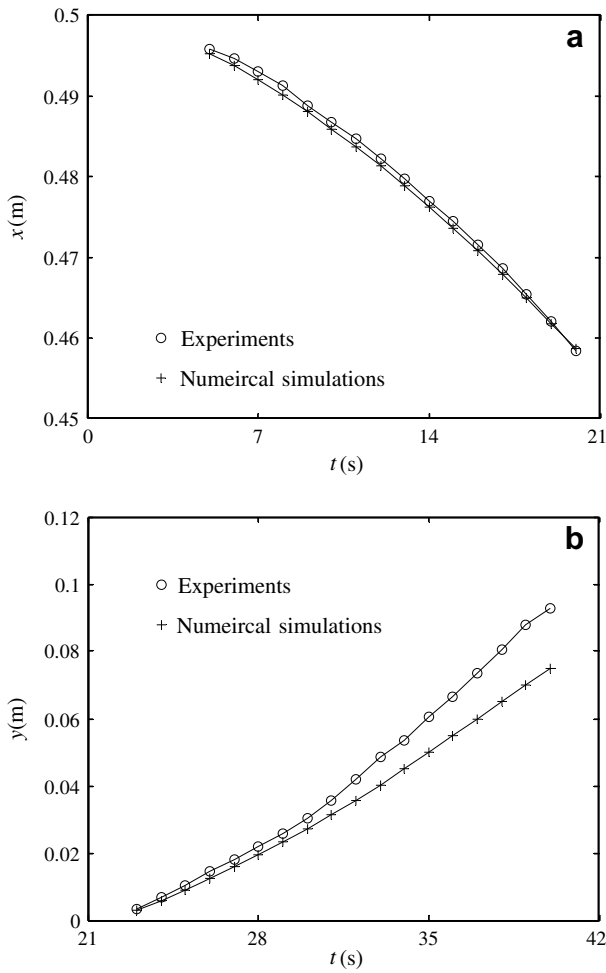 0.5
a
0.49
0.48
x(m)
0.47
0.46
Experiments
Numeircal simulations
0.45
0
7
14
21
t(s)
0.12
b
0.1
Experiments
Numeircal simulations
0.08
y(m)
0.06
0.04
0.02
0
21
28
35
42
t(s)